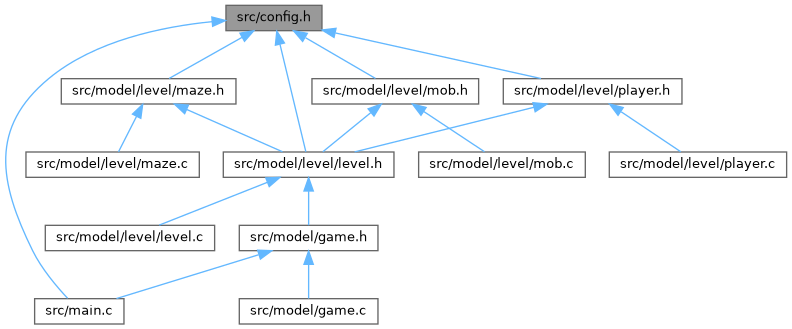 src/config.h
src/model/level/maze.h
src/model/level/mob.h
src/model/level/player.h
src/model/level/maze.c
src/model/level/level.h
src/model/level/mob.c
src/model/level/player.c
src/model/level/level.c
src/model/game.h
src/main.c
src/model/game.c